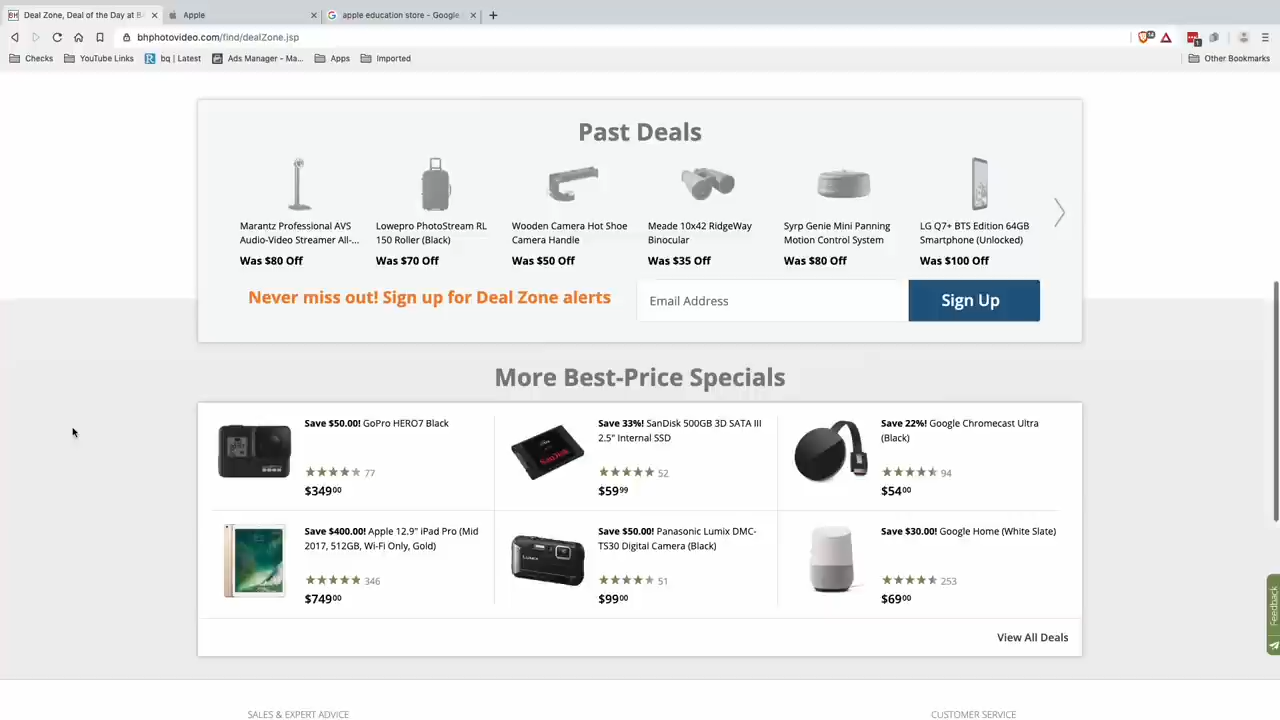 Deal Zone, Deal of the Day at B
Apple
apple education store - Google
bhphotovideo.com/find/dealZone.jsp
Checks
YouTube Links
bq | Latest
Ads Manager - Ma...
Apps
Imported
Other Bookmarks
Past Deals
Marantz Professional AVS
Audio-Video Streamer All-...
Was $80 Off
Lowepro PhotoStream RL
150 Roller (Black)
Was $70 Off
Wooden Camera Hot Shoe
Camera Handle
Was $50 Off
Meade 10x42 RidgeWay
Binocular
Was $35 Off
Syrp Genie Mini Panning
Motion Control System
Was $80 Off
LG Q7+ BTS Edition 64GB
Smartphone (Unlocked)
Was $100 Off
Never miss out! Sign up for Deal Zone alerts
Email Address
Sign Up
More Best-Price Specials
Save $50.00! GoPro HERO7 Black
77
$349.00
Save 33%! SanDisk 500GB 3D SATA III
2.5" Internal SSD
52
$59.99
Save 22%! Google Chromecast Ultra
(Black)
94
$54.00
Save $400.00! Apple 12.9" iPad Pro (Mid
2017, 512GB, Wi-Fi Only, Gold)
346
$749.00
Save $50.00! Panasonic Lumix DMC-
TS30 Digital Camera (Black)
51
$99.00
Save $30.00! Google Home (White Slate)
253
$69.00
View All Deals
Feedback
SALES & EXPERT ADVICE
CUSTOMER SERVICE